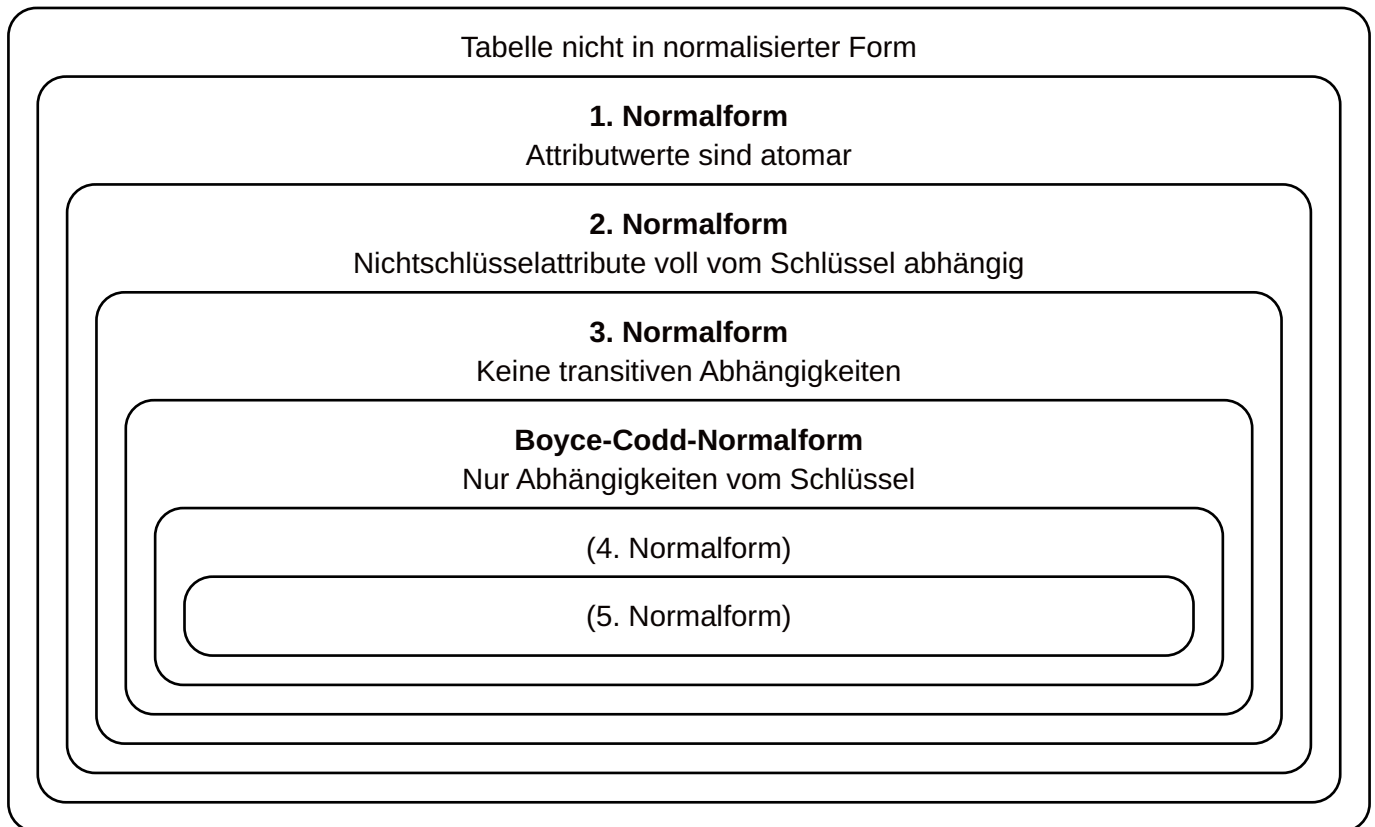 Tabelle nicht in normalisierter Form
1. Normalform
Attributwerte sind atomar
2. Normalform
Nichtschlüsselattribute voll vom Schlüssel abhängig
3. Normalform
Keine transitiven Abhängigkeiten
Boyce-Codd-Normalform
Nur Abhängigkeiten vom Schlüssel
(4. Normalform)
(5. Normalform)